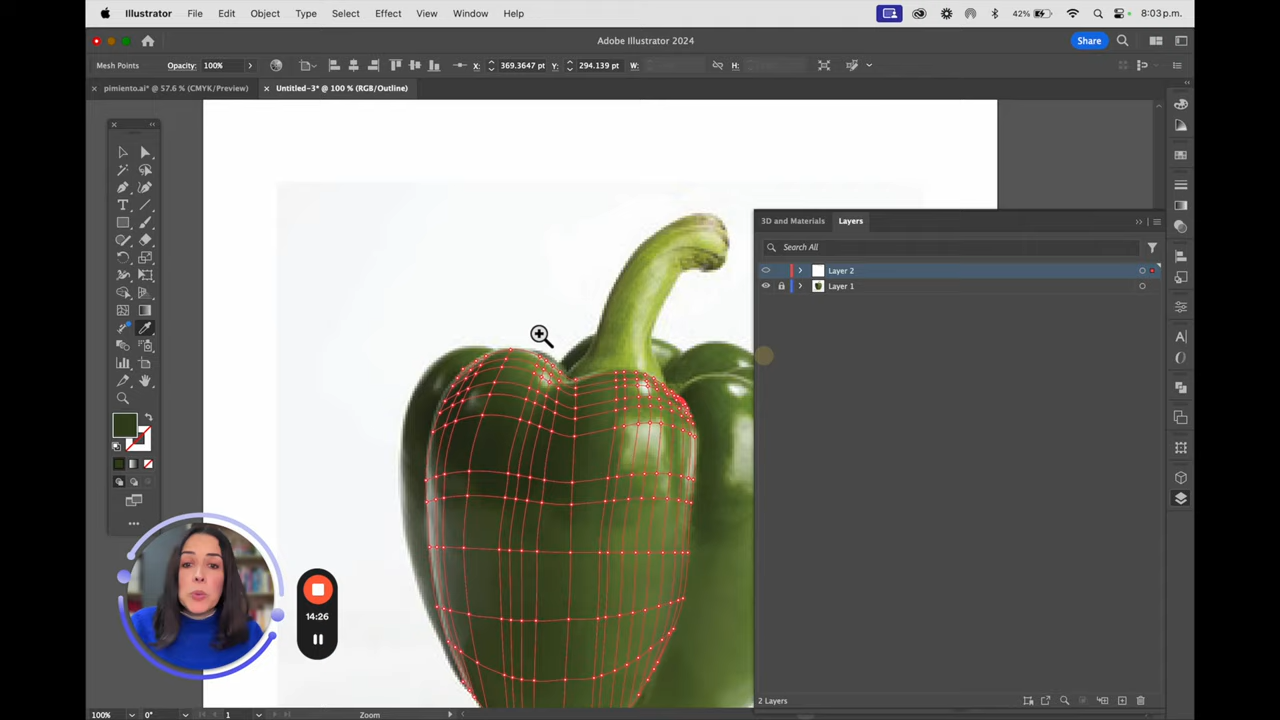 Illustrator File Edit Object Type Select Effect View Window Help 42% 8:03 p.m.
Adobe Illustrator 2024 Share
Mesh Points Opacity: 100% X: 369.3647 pt Y: 294.139 pt W: H:
pimiento.ai* @ 57.6 % (CMYK/Preview) Untitled-3* @ 100 % (RGB/Outline)
3D and Materials Layers
Search All
Layer 2
Layer 1
14:26
2 Layers
100% 0° 1 Zoom